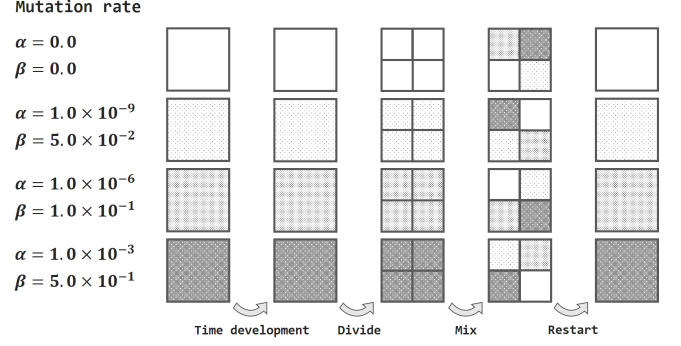 Mutation rate
α = 0.0
β = 0.0
α = 1.0 × 10⁻⁹
β = 5.0 × 10⁻²
α = 1.0 × 10⁻⁶
β = 1.0 × 10⁻¹
α = 1.0 × 10⁻³
β = 5.0 × 10⁻¹
Time development Divide Mix Restart